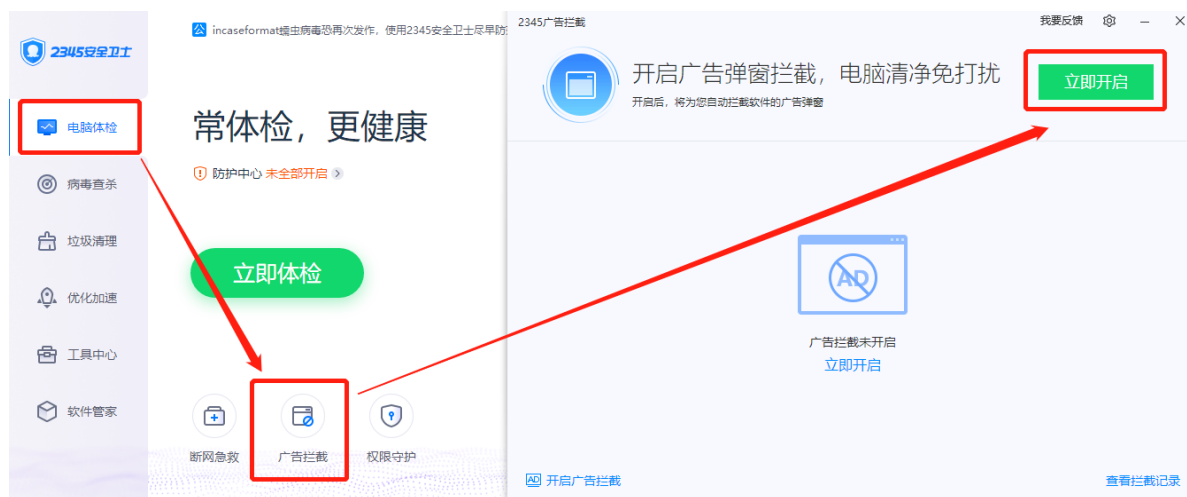 2345安全卫士
电脑体检
病毒查杀
垃圾清理
优化加速
工具中心
软件管家
公 incaseformat蠕虫病毒恐再次发作，使用2345安全卫士尽早防
常体检，更健康
防护中心 未全部开启
立即体检
断网急救
广告拦截
权限守护
2345广告拦截
我要反馈
开启广告弹窗拦截，电脑清净免打扰
开启后，将为您自动拦截软件的广告弹窗
立即开启
AD
广告拦截未开启
立即开启
AD 开启广告拦截
查看拦截记录